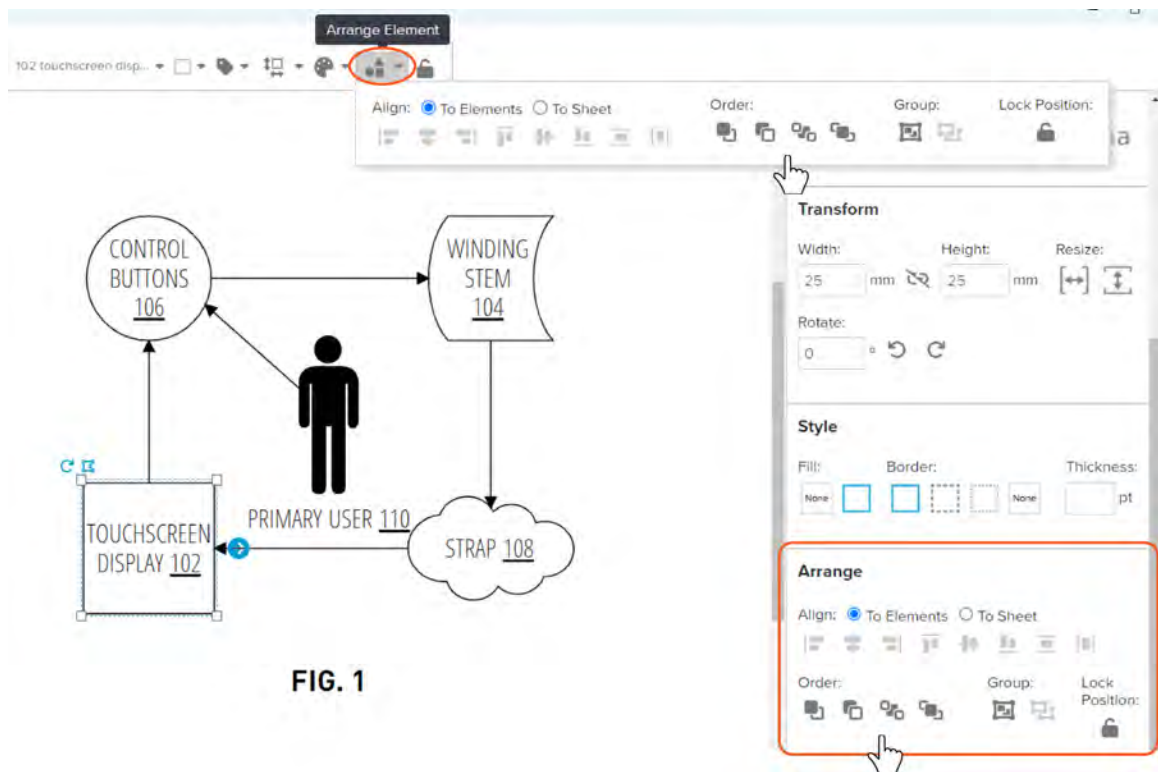 Arrange Element
102 touchscreen disp...
Align: To Elements To Sheet Order: Group: Lock Position:
a
Transform
Width: Height: Resize:
25 mm 25 mm
Rotate:
0 °
Style
Fill: Border: Thickness:
None None pt
Arrange
Align: To Elements To Sheet
Order: Group: Lock
Position:
CONTROL
BUTTONS
106
WINDING
STEM
104
TOUCHSCREEN
DISPLAY 102
PRIMARY USER 110
STRAP 108
FIG. 1